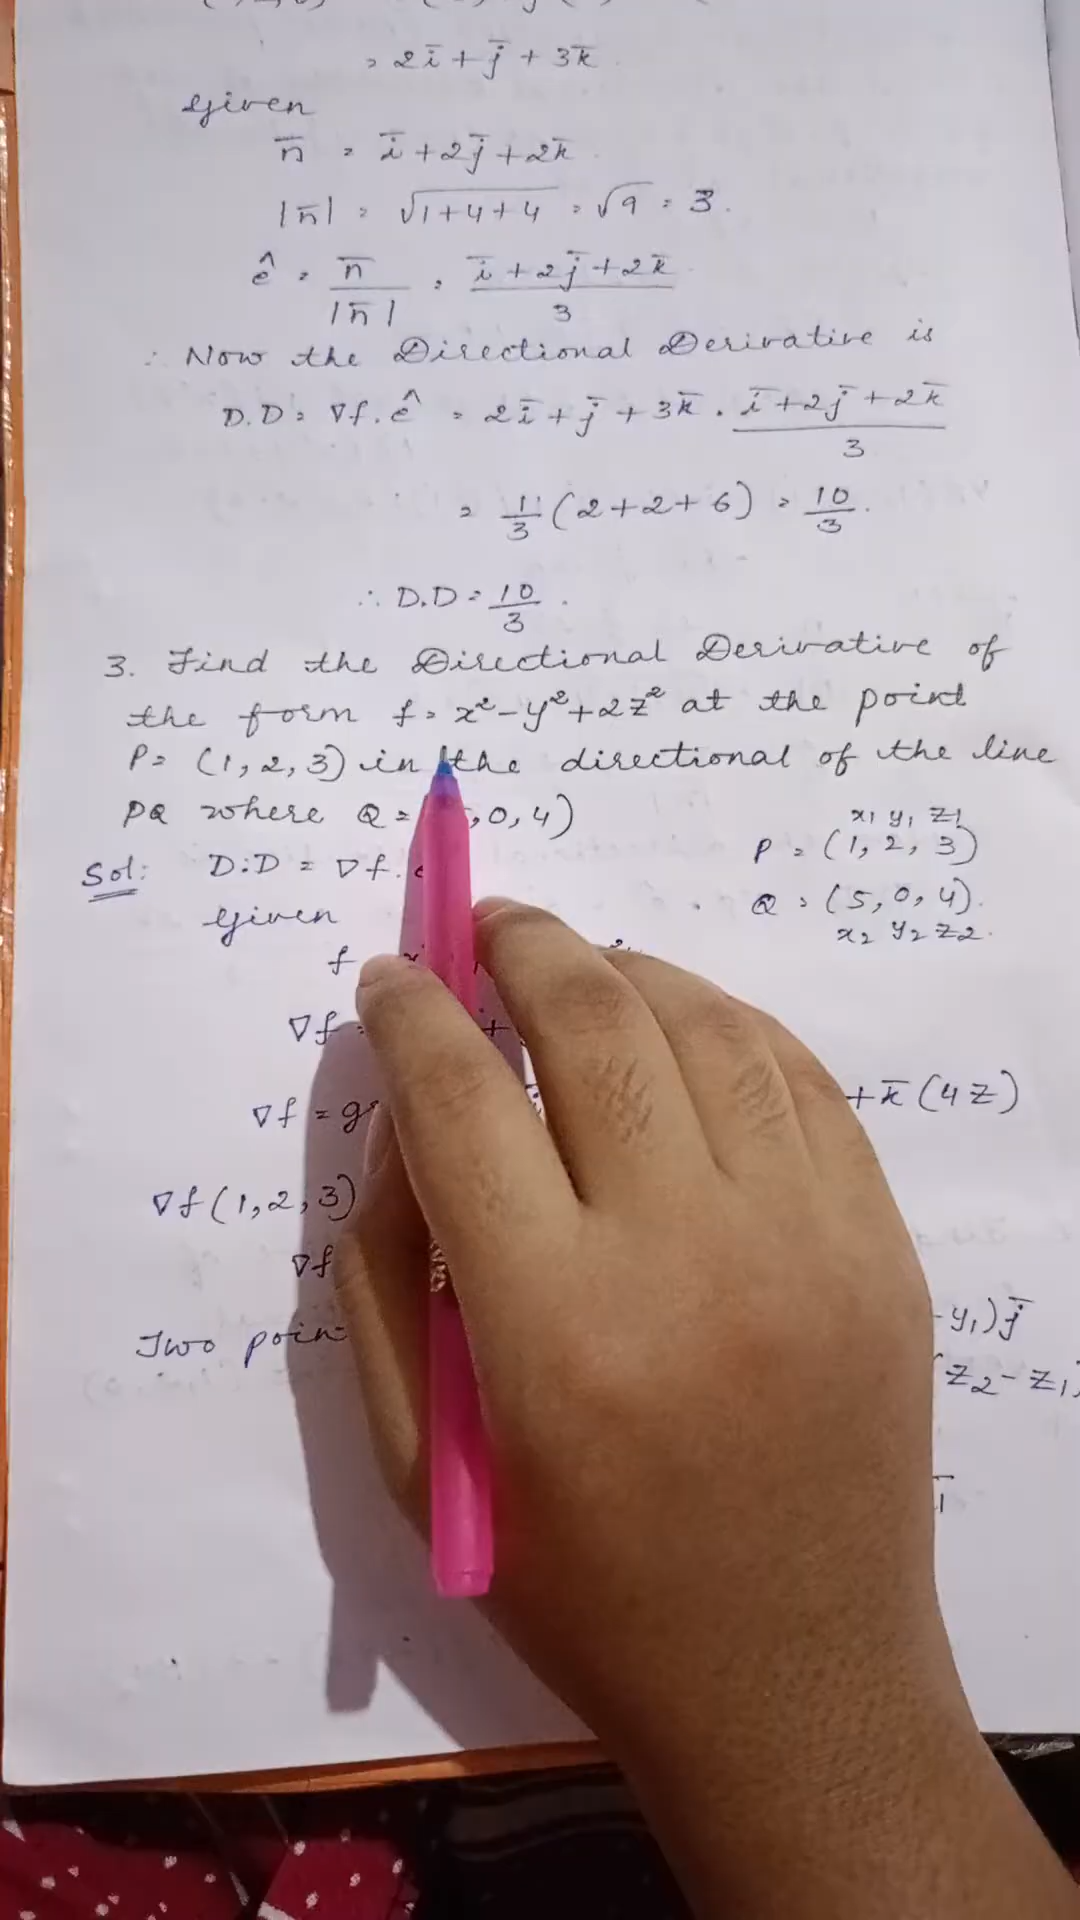 = 2i̅ + j̅ + 3k̅
Given
n̅ = i̅ + 2j̅ + 2k̅
|n̅| = √1+4+4 = √9 = 3.
ê = n̅/|n̅| = i̅ + 2j̅ + 2k̅/3
∴ Now the Directional Derivative is
D.D = ∇f. ê = 2i̅ + j̅ + 3k̅ . i̅ + 2j̅ + 2k̅/3
= 1/3 (2+2+6) = 10/3.
∴ D.D = 10/3.
3. Find the Directional Derivative of
the form f = x² - y² + 2z² at the point
P = (1, 2, 3) in the directional of the line
PQ where Q = , 0, 4)
x₁ y₁ z₁
P = (1, 2, 3)
Q = (5, 0, 4).
x₂ y₂ z₂.
Sol: D.D = ∇f.
Given
f
∇f = +
∇f = + k̅ (4z)
∇f (1, 2, 3)
∇f
Two - y₁) j̅
z₂ - z₁)